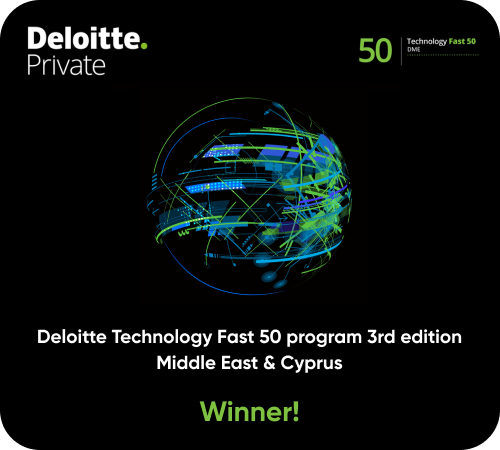 Deloitte.
Private
50
Technology Fast 50
DME
Deloitte Technology Fast 50 program 3rd edition
Middle East & Cyprus
Winner!